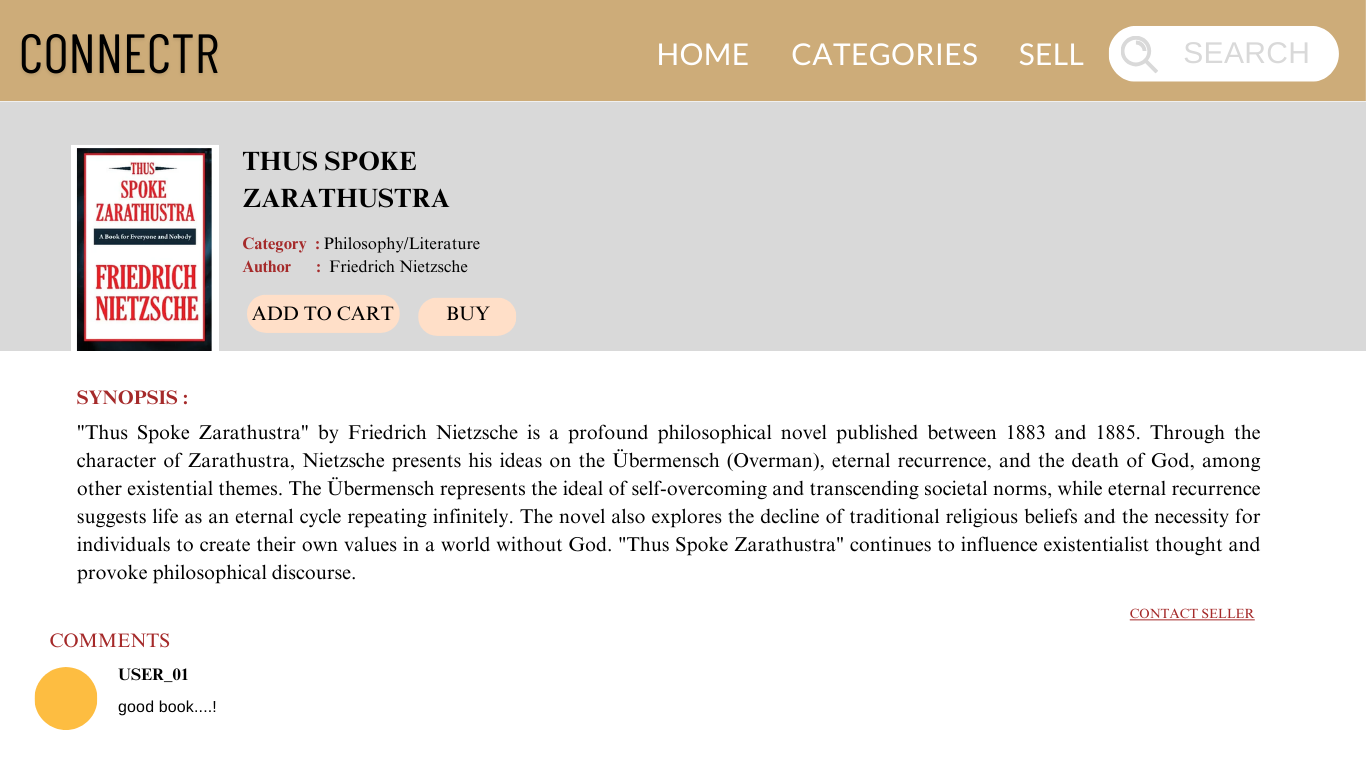 CONNECTR
HOME
CATEGORIES
SELL
SEARCH
THUS
SPOKE
ZARATHUSTRA
A Book for Everyone and Nobody
FRIEDRICH
NIETZSCHE
THUS SPOKE
ZARATHUSTRA
Category : Philosophy/Literature
Author : Friedrich Nietzsche
ADD TO CART
BUY
SYNOPSIS :
"Thus Spoke Zarathustra" by Friedrich Nietzsche is a profound philosophical novel published between 1883 and 1885. Through the
character of Zarathustra, Nietzsche presents his ideas on the Übermensch (Overman), eternal recurrence, and the death of God, among
other existential themes. The Übermensch represents the ideal of self-overcoming and transcending societal norms, while eternal recurrence
suggests life as an eternal cycle repeating infinitely. The novel also explores the decline of traditional religious beliefs and the necessity for
individuals to create their own values in a world without God. "Thus Spoke Zarathustra" continues to influence existentialist thought and
provoke philosophical discourse.
CONTACT SELLER
COMMENTS
USER_01
good book....!